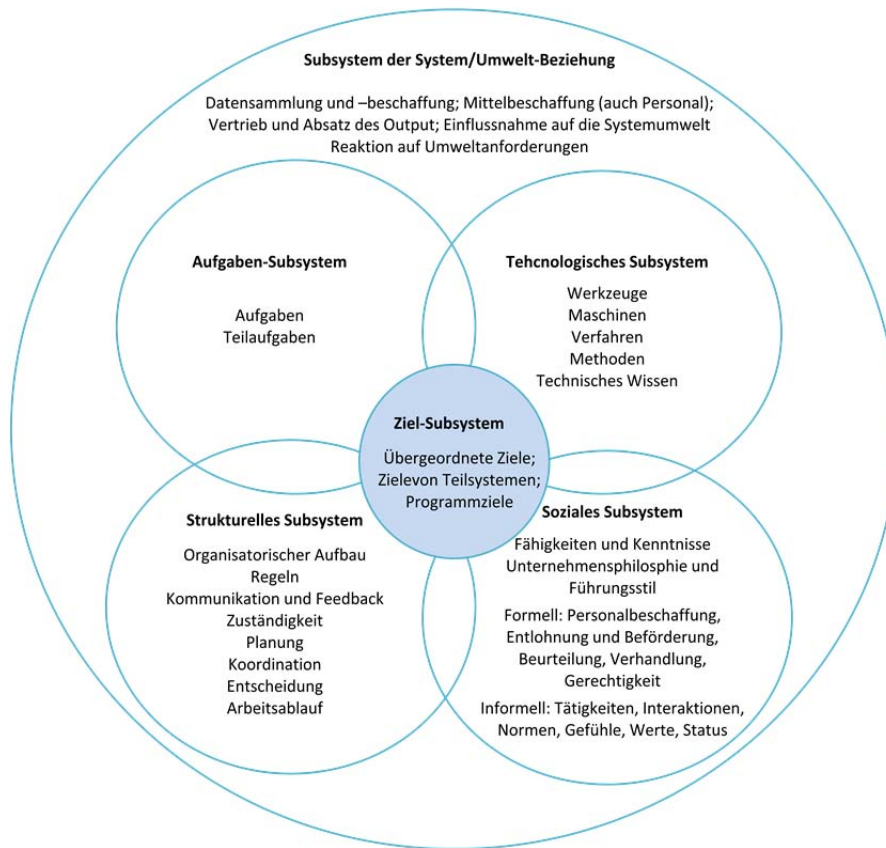 Subsystem der System/Umwelt-Beziehung
Datensammlung und –beschaffung; Mittelbeschaffung (auch Personal);
Vertrieb und Absatz des Output; Einflussnahme auf die Systemumwelt
Reaktion auf Umweltanforderungen
Aufgaben-Subsystem
Aufgaben
Teilaufgaben
Tehcnologisches Subsystem
Werkzeuge
Maschinen
Verfahren
Methoden
Technisches Wissen
Ziel-Subsystem
Übergeordnete Ziele;
Zielevon Teilsystemen;
Programmziele
Strukturelles Subsystem
Organisatorischer Aufbau
Regeln
Kommunikation und Feedback
Zuständigkeit
Planung
Koordination
Entscheidung
Arbeitsablauf
Soziales Subsystem
Fähigkeiten und Kenntnisse
Unternehmensphilosphie und
Führungsstil
Formell: Personalbeschaffung,
Entlohnung und Beförderung,
Beurteilung, Verhandlung,
Gerechtigkeit
Informell: Tätigkeiten, Interaktionen,
Normen, Gefühle, Werte, Status